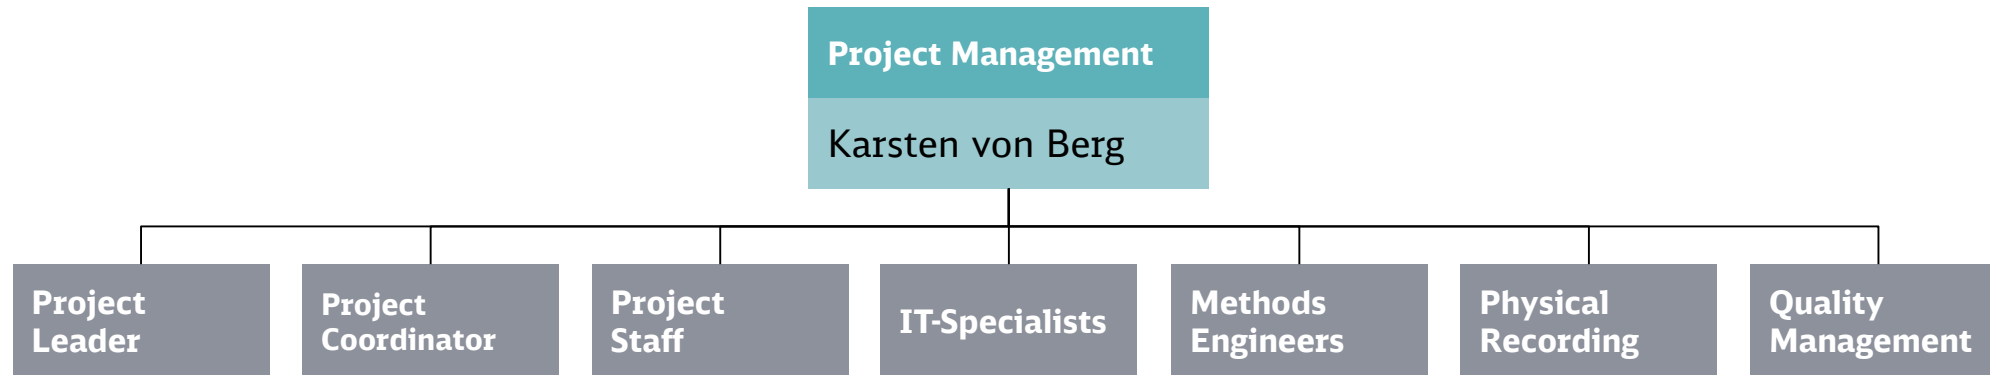 Project Management
Karsten von Berg
Project
Leader
Project
Coordinator
Project
Staff
IT-Specialists
Methods
Engineers
Physical
Recording
Quality
Management